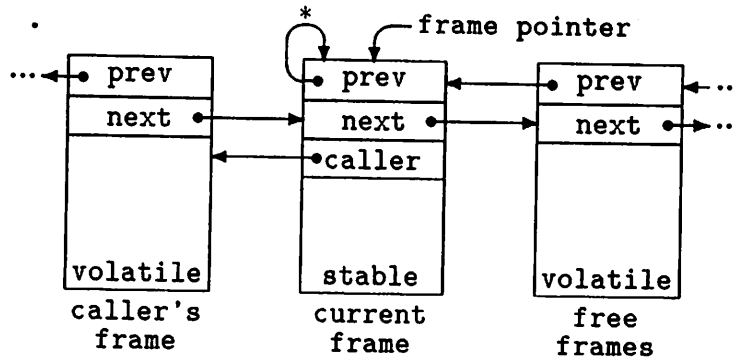 *
frame pointer
prev
prev
prev
next
next
next
caller
volatile
stable
volatile
caller's
frame
current
frame
free
frames